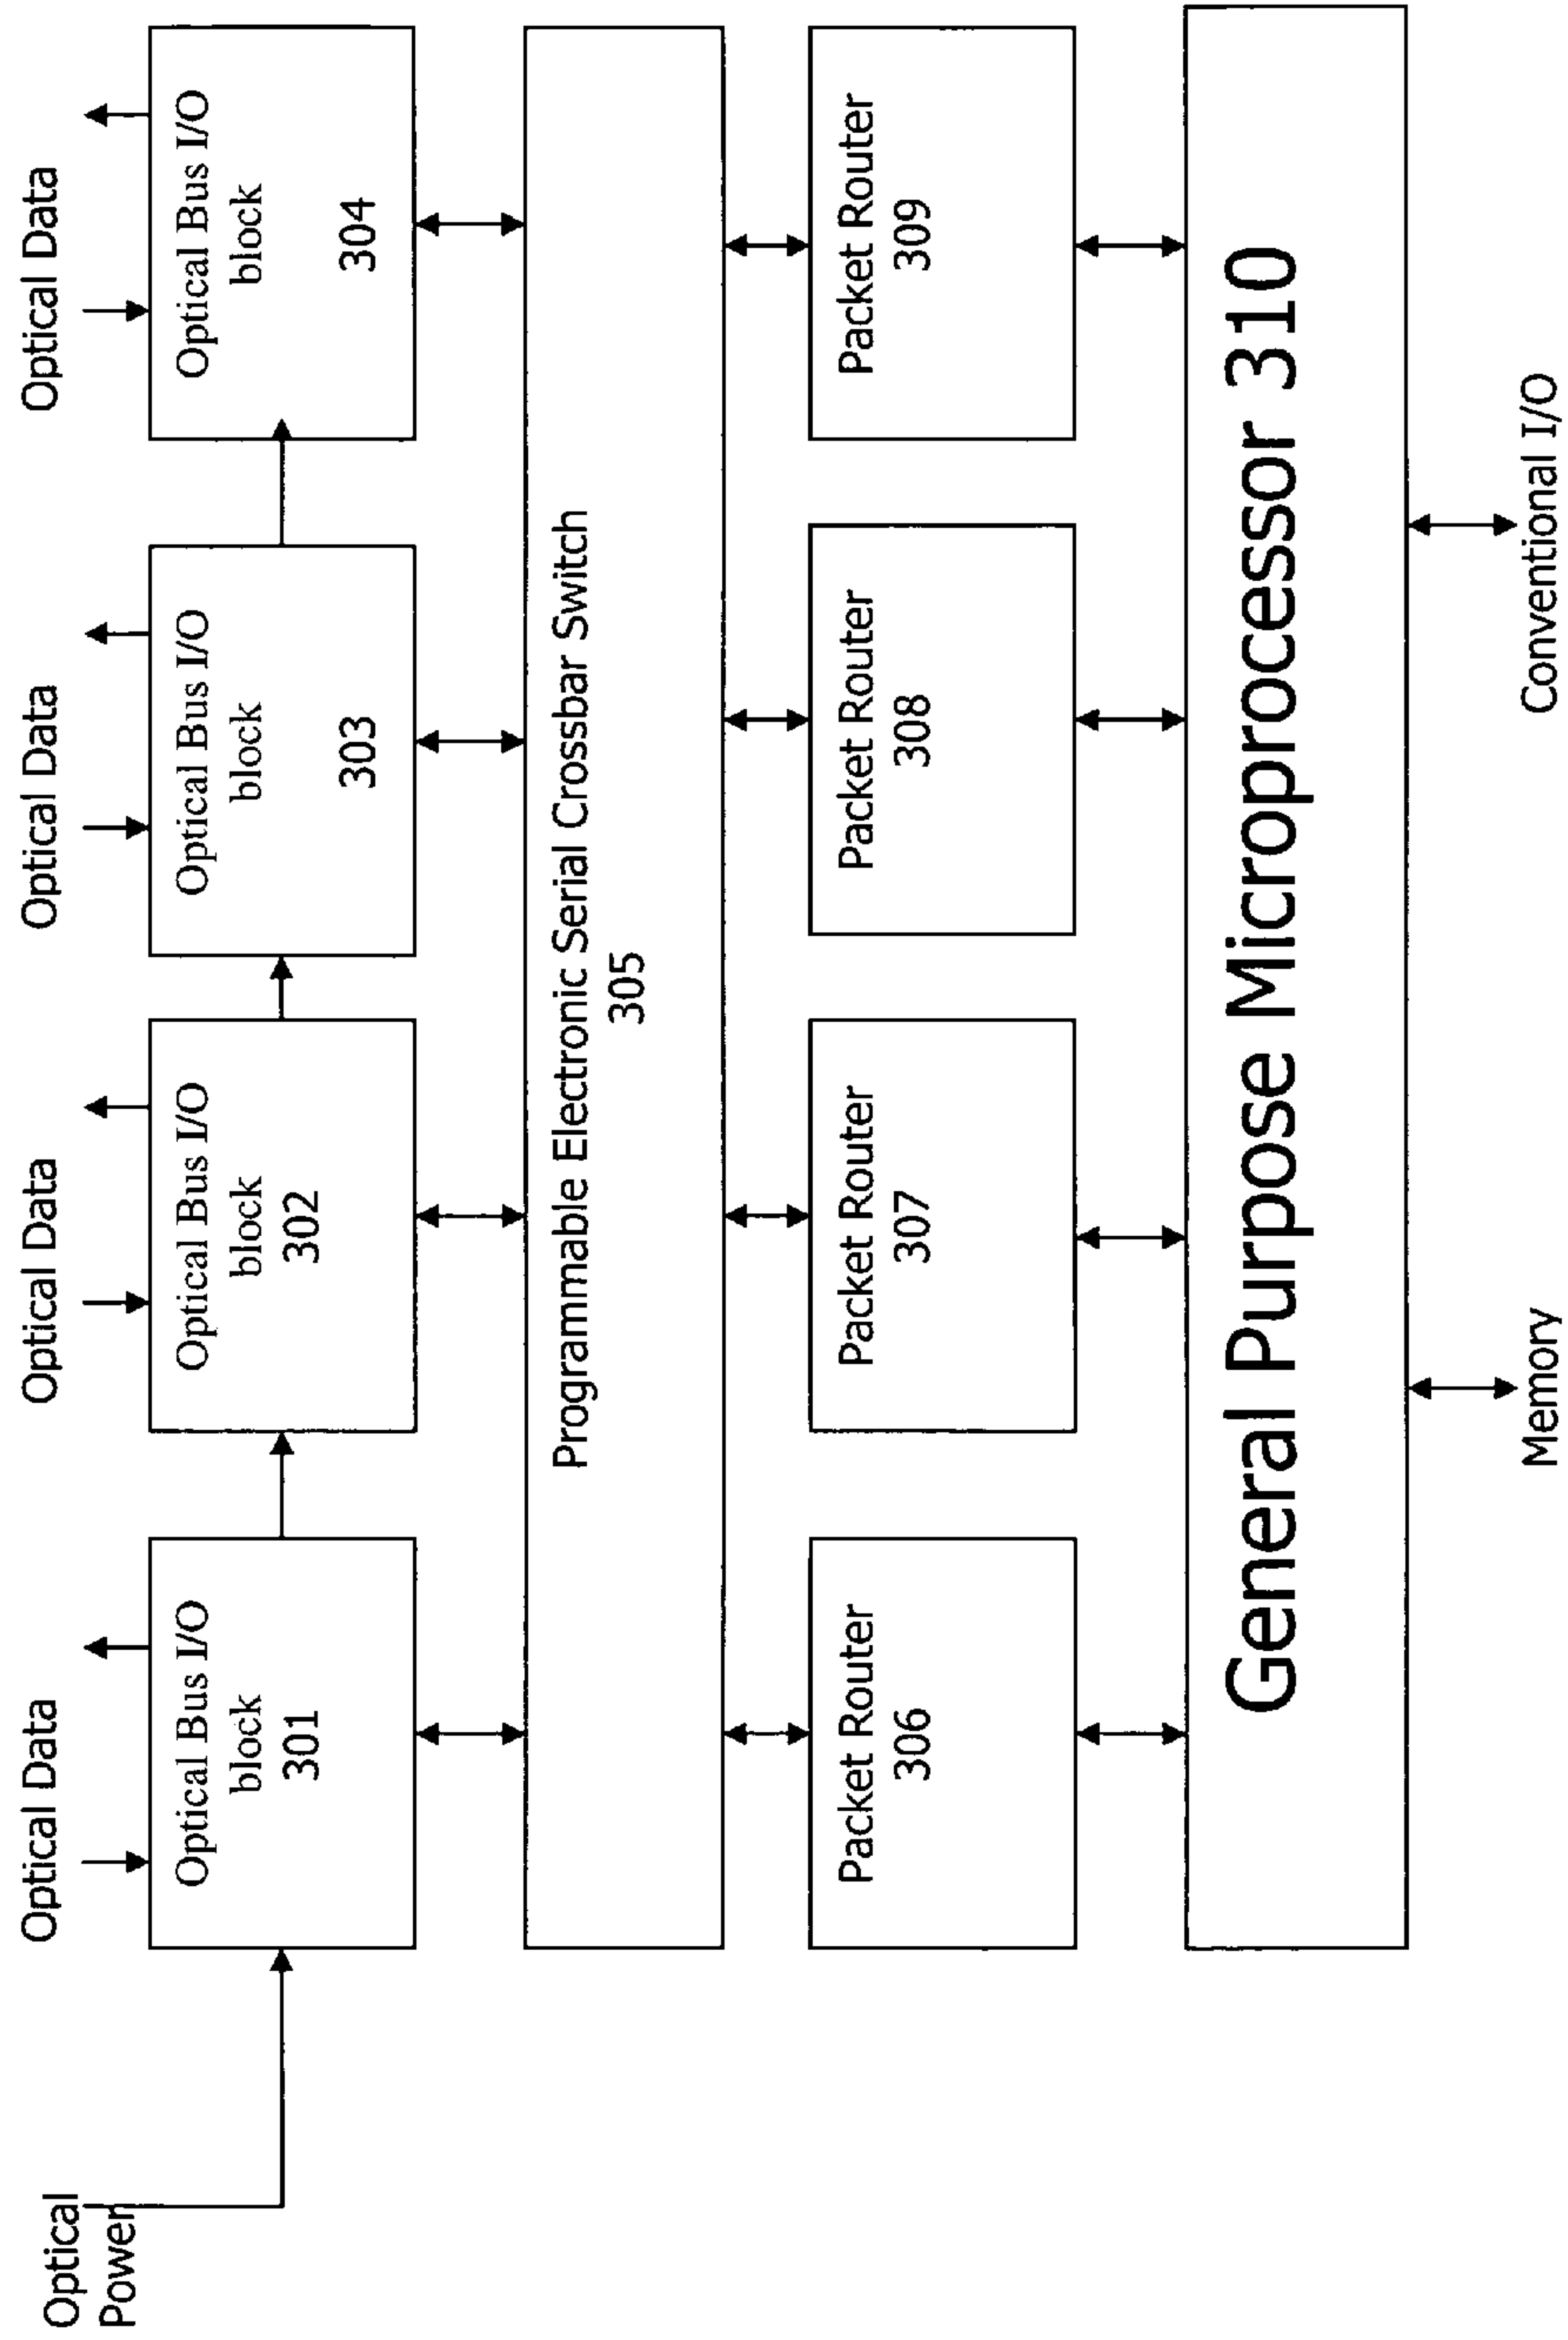 Optical Data
Optical Data
Optical Data
Optical Data
Optical
Power
Optical Bus I/O
block
301
Optical Bus I/O
block
302
Optical Bus I/O
block
303
Optical Bus I/O
block
304
Programmable Electronic Serial Crossbar Switch
305
Packet Router
306
Packet Router
307
Packet Router
308
Packet Router
309
General Purpose Microprocessor 310
Memory
Conventional I/O